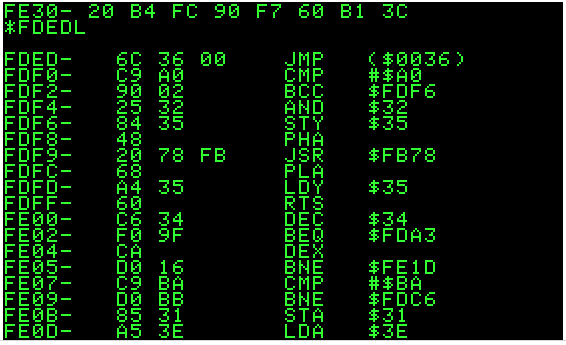 FE30- 20 B4 FC 90 F7 60 B1 3C
*FDEDL
FDED- 6C 36 00 JMP ($0036)
FDF0- C9 A0 CMP #$A0
FDF2- 90 02 BCC $FDF6
FDF4- 25 32 AND $32
FDF6- 84 35 STY $35
FDF8- 48 PHA
FDF9- 20 78 FB JSR $FB78
FDFC- 68 PLA
FDFD- A4 35 LDY $35
FDFF- 60 RTS
FE00- C6 34 DEC $34
FE02- F0 9F BEQ $FDA3
FE04- CA DEX
FE05- D0 16 BNE $FE1D
FE07- C9 BA CMP #$BA
FE09- D0 BB BNE $FDC6
FE0B- 85 31 STA $31
FE0D- A5 3E LDA $3E